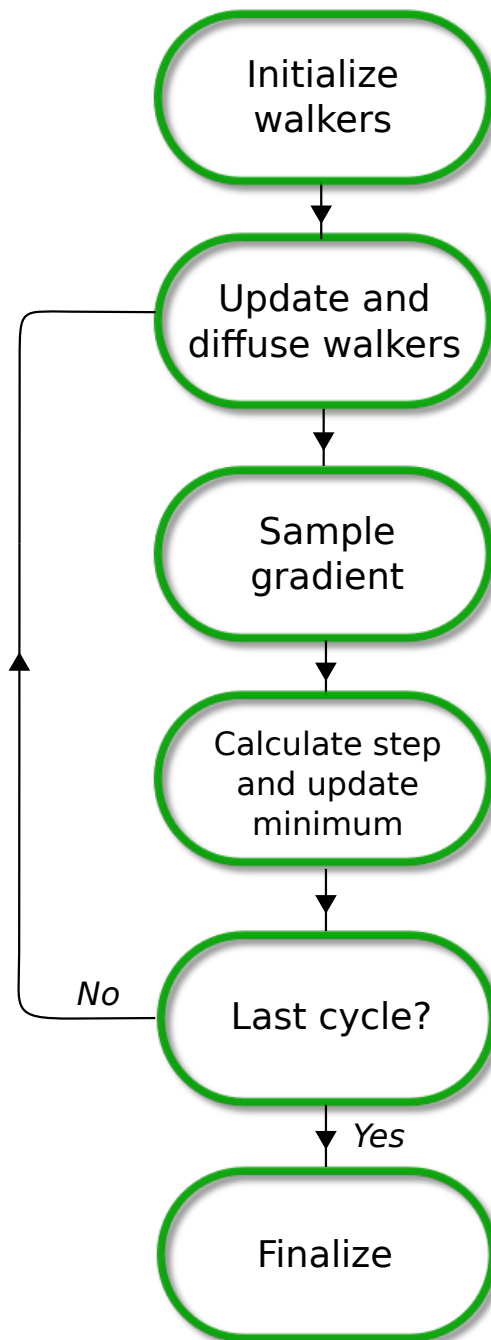 Initialize
walkers
Update and
diffuse walkers
Sample
gradient
Calculate step
and update
minimum
No
Last cycle?
Yes
Finalize